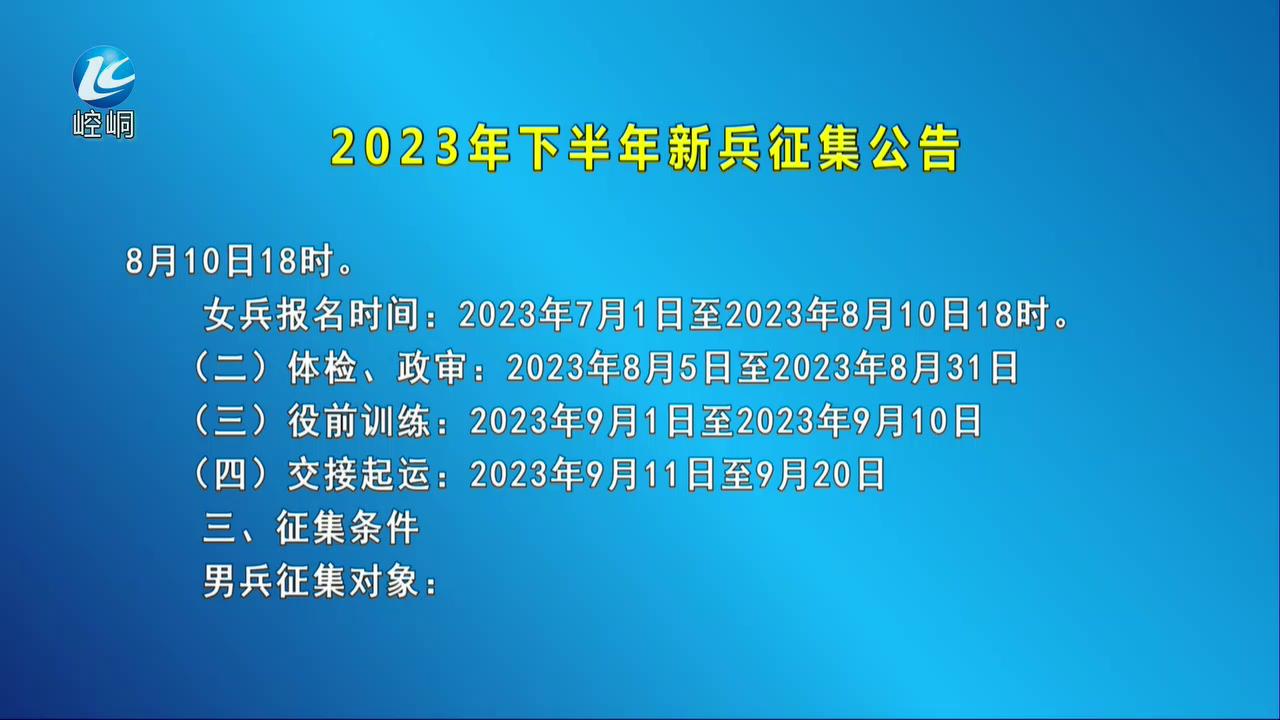 崆峒
2023年下半年新兵征集公告
8月10日18时。
女兵报名时间：2023年7月1日至2023年8月10日18时。
（二）体检、政审：2023年8月5日至2023年8月31日
（三）役前训练：2023年9月1日至2023年9月10日
（四）交接起运：2023年9月11日至9月20日
三、征集条件
男兵征集对象：